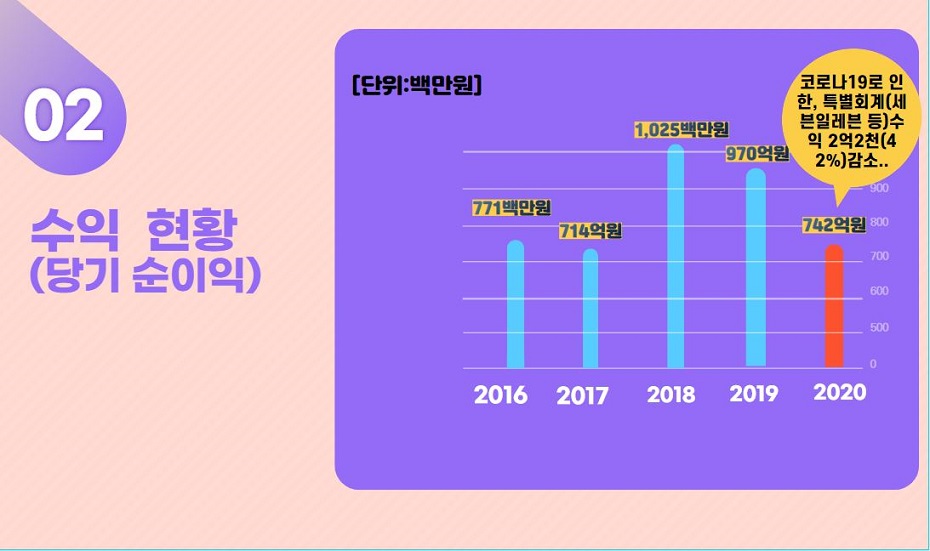 02
수익 현황
(당기 순이익)
[단위:백만원]
코로나19로 인
한, 특별회계(세
븐일레븐 등)수
익 2억2천(4
2%)감소..
1,025백만원
970억원
771백만원
714억원
742억원
900
800
700
600
500
0
2016
2017
2018
2019
2020